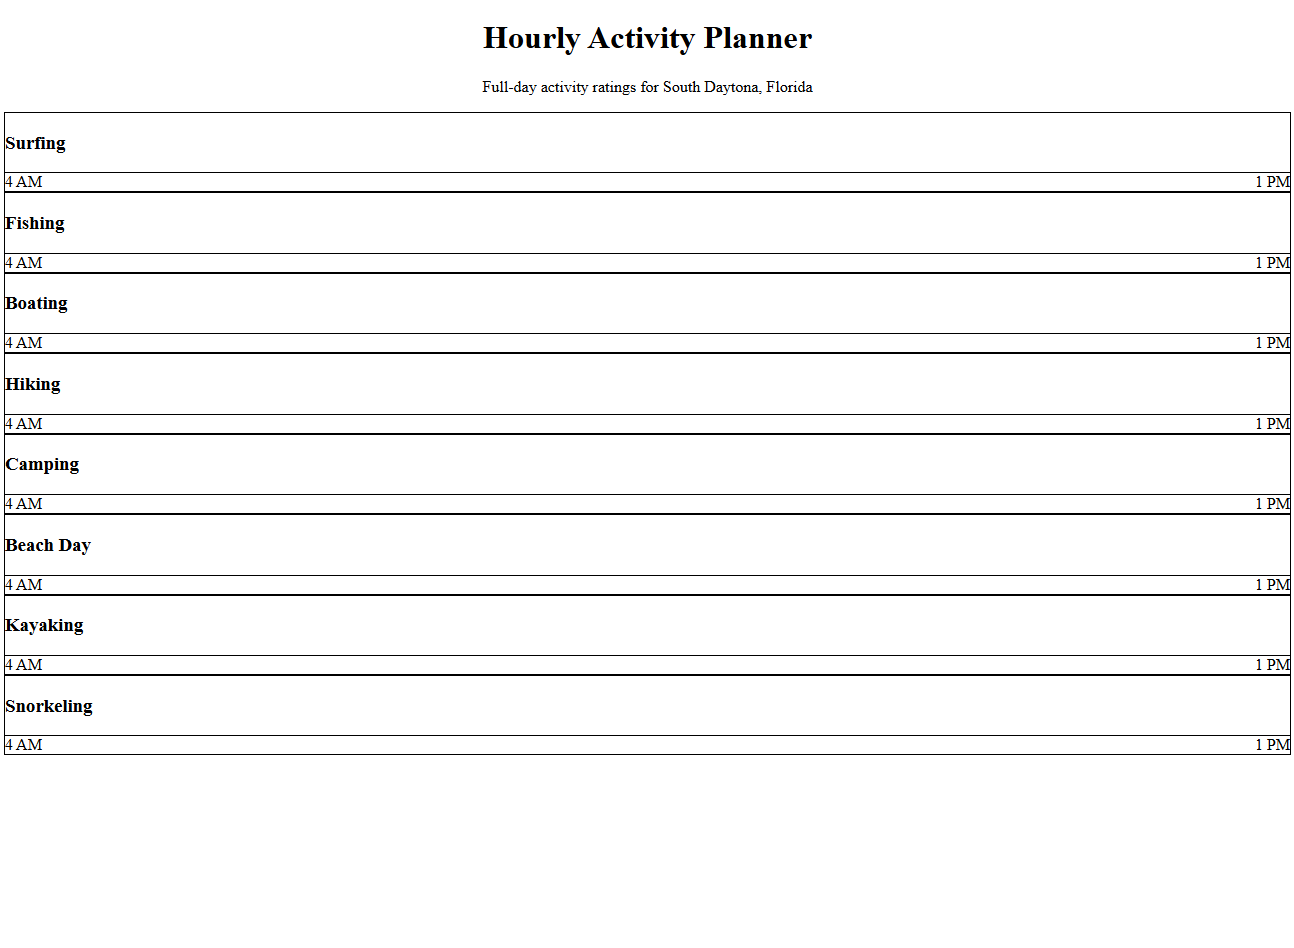 Hourly Activity Planner
Full-day activity ratings for South Daytona, Florida
Surfing
4 AM 1 PM
Fishing
4 AM 1 PM
Boating
4 AM 1 PM
Hiking
4 AM 1 PM
Camping
4 AM 1 PM
Beach Day
4 AM 1 PM
Kayaking
4 AM 1 PM
Snorkeling
4 AM 1 PM